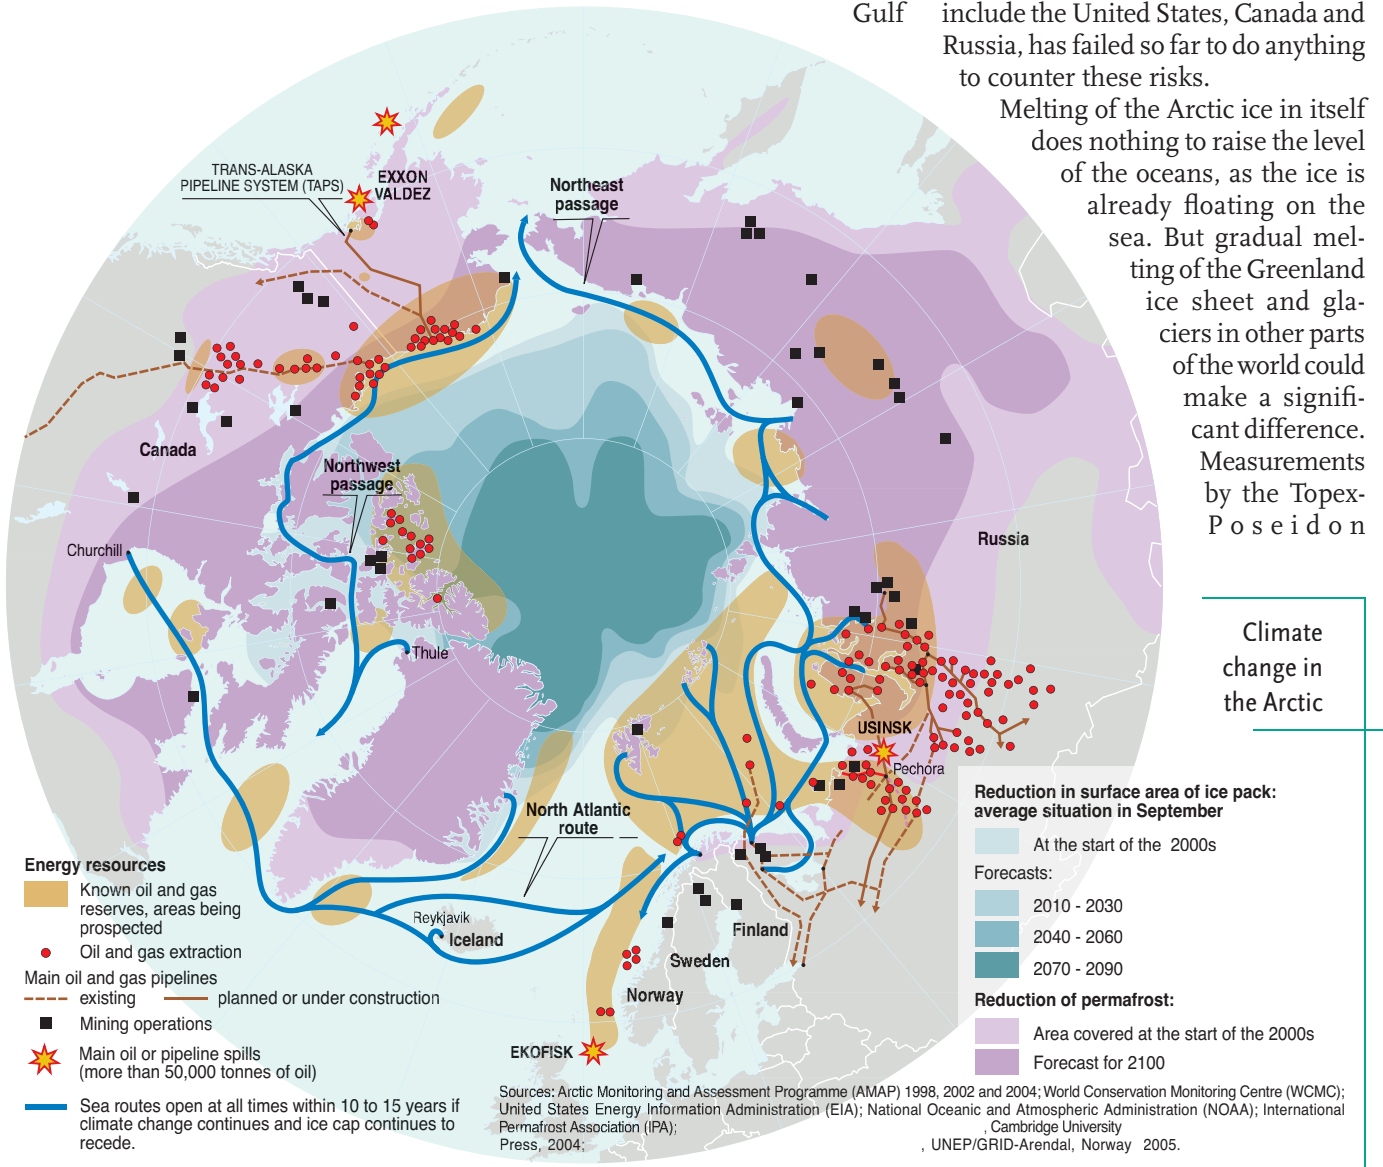 Gulf include the United States, Canada and
Russia, has failed so far to do anything
to counter these risks.
Melting of the Arctic ice in itself
does nothing to raise the level
of the oceans, as the ice is
already floating on the
sea. But gradual mel-
ting of the Greenland
ice sheet and gla-
ciers in other parts
of the world could
make a signifi-
cant difference.
Measurements
by the Topex-
Poseidon
Climate
change in
the Arctic
TRANS-ALASKA
PIPELINE SYSTEM (TAPS)
EXXON
VALDEZ
Northeast
passage
Canada
Northwest
passage
Churchill
Thule
Russia
USINSK
Pechora
North Atlantic
route
Reykjavik
Iceland
Finland
Sweden
Norway
EKOFISK
Energy resources
Known oil and gas
reserves, areas being
prospected
Oil and gas extraction
Main oil and gas pipelines
existing
planned or under construction
Mining operations
Main oil or pipeline spills
(more than 50,000 tonnes of oil)
Sea routes open at all times within 10 to 15 years if
climate change continues and ice cap continues to
recede.
Reduction in surface area of ice pack:
average situation in September
At the start of the 2000s
Forecasts:
2010 - 2030
2040 - 2060
2070 - 2090
Reduction of permafrost:
Area covered at the start of the 2000s
Forecast for 2100
Sources: Arctic Monitoring and Assessment Programme (AMAP) 1998, 2002 and 2004; World Conservation Monitoring Centre (WCMC);
United States Energy Information Administration (EIA); National Oceanic and Atmospheric Administration (NOAA); International
Permafrost Association (IPA); , Cambridge University
Press, 2004; , UNEP/GRID-Arendal, Norway 2005.